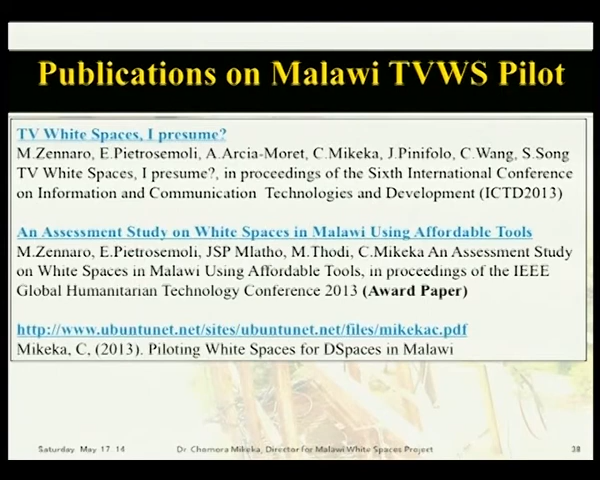 Publications on Malawi TVWS Pilot
TV White Spaces, I presume?
M.Zennaro, E.Pietrosemoli, A.Arcia-Moret, C.Mikeka, J.Pinifolo, C.Wang, S.Song
TV White Spaces, I presume?, in proceedings of the Sixth International Conference
on Information and Communication Technologies and Development (ICTD2013)
An Assessment Study on White Spaces in Malawi Using Affordable Tools
M.Zennaro, E.Pietrosemoli, JSP Mlatho, M.Thodi, C.Mikeka An Assessment Study
on White Spaces in Malawi Using Affordable Tools, in proceedings of the IEEE
Global Humanitarian Technology Conference 2013 (Award Paper)
http://www.ubuntunet.net/sites/ubuntunet.net/files/mikekac.pdf
Mikeka, C, (2013). Piloting White Spaces for DSpaces in Malawi
Saturday, May 17, 14
Dr Chomora Mikeka, Director for Malawi White Spaces Project
38